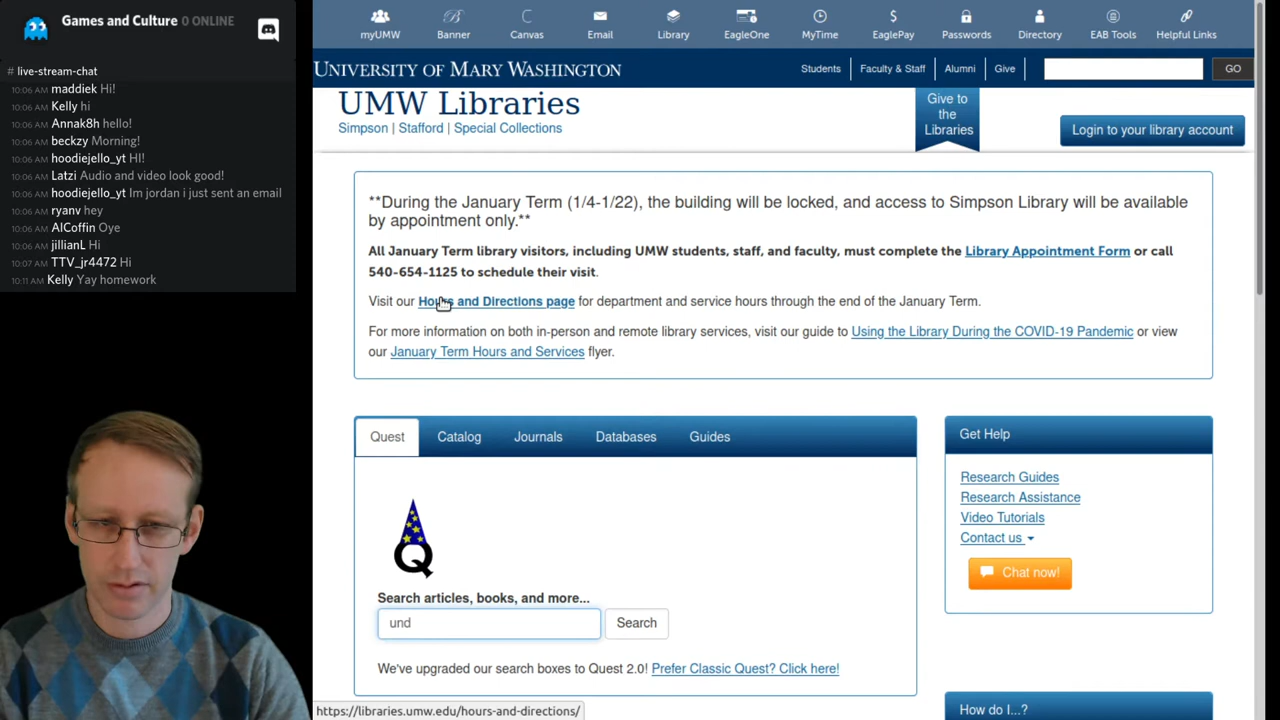 Games and Culture 0 ONLINE
# live-stream-chat
10:06 AM maddiek Hi!
10:06 AM Kelly hi
10:06 AM Annak8h hello!
10:06 AM beckzy Morning!
10:06 AM hoodiejello_yt HI!
10:06 AM Latzi Audio and video look good!
10:06 AM hoodiejello_yt Im jordan i just sent an email
10:06 AM ryanv hey
10:06 AM AlCoffin Oye
10:06 AM jillianL Hi
10:07 AM TTV_jr4472 Hi
10:11 AM Kelly Yay homework
myUMW Banner Canvas Email Library EagleOne MyTime EaglePay Passwords Directory EAB Tools Helpful Links
UNIVERSITY OF MARY WASHINGTON Students Faculty & Staff Alumni Give GO
UMW Libraries
Simpson | Stafford | Special Collections
Give to
the
Libraries
Login to your library account
**During the January Term (1/4-1/22), the building will be locked, and access to Simpson Library will be available
by appointment only.**
All January Term library visitors, including UMW students, staff, and faculty, must complete the Library Appointment Form or call
540-654-1125 to schedule their visit.
Visit our Hours and Directions page for department and service hours through the end of the January Term.
For more information on both in-person and remote library services, visit our guide to Using the Library During the COVID-19 Pandemic or view
our January Term Hours and Services flyer.
Quest Catalog Journals Databases Guides
Q
Search articles, books, and more...
und Search
We've upgraded our search boxes to Quest 2.0! Prefer Classic Quest? Click here!
Get Help
Research Guides
Research Assistance
Video Tutorials
Contact us
Chat now!
How do I...?
https://libraries.umw.edu/hours-and-directions/